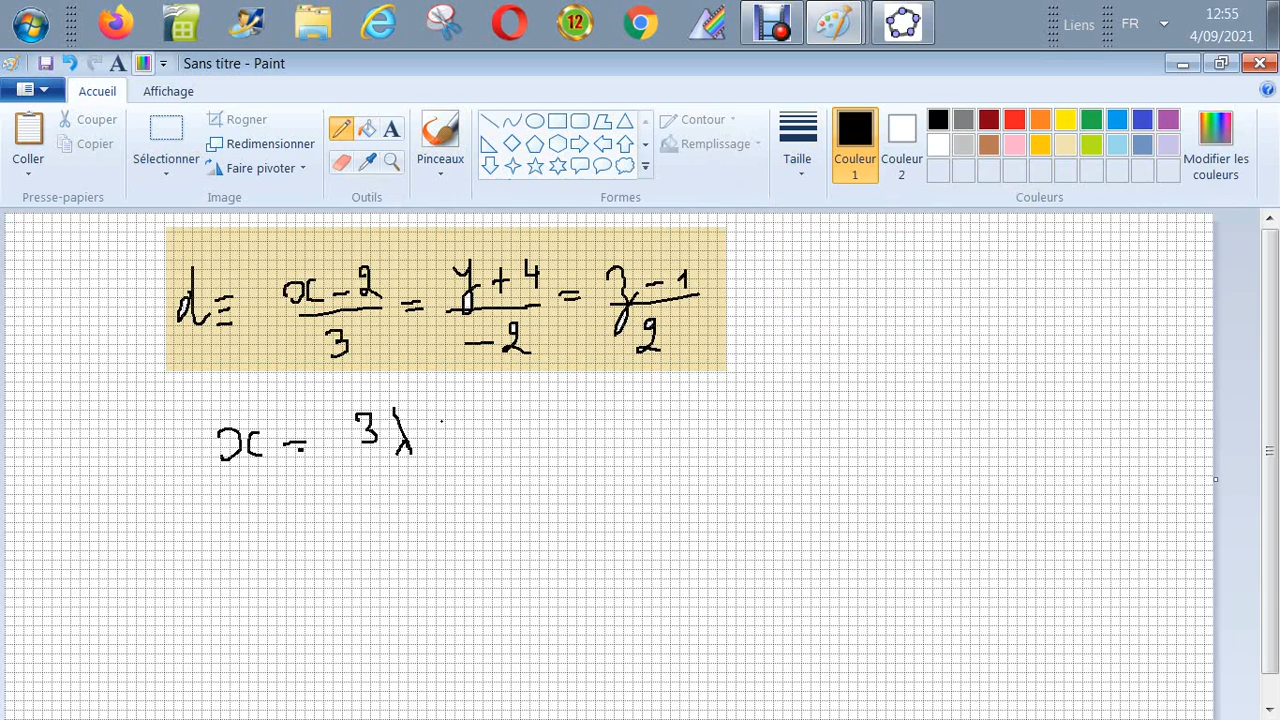 12
Liens
FR
12:55
4/09/2021
Sans titre - Paint
Accueil
Affichage
Coller
Couper
Copier
Presse-papiers
Sélectionner
Rogner
Redimensionner
Faire pivoter
Image
A
Outils
Pinceaux
Contour
Remplissage
Formes
Taille
Couleur 1
Couleur 2
Modifier les couleurs
Couleurs
d ≡ (x - 2)/3 = (y + 4)/-2 = (z - 1)/2
x = 3λ